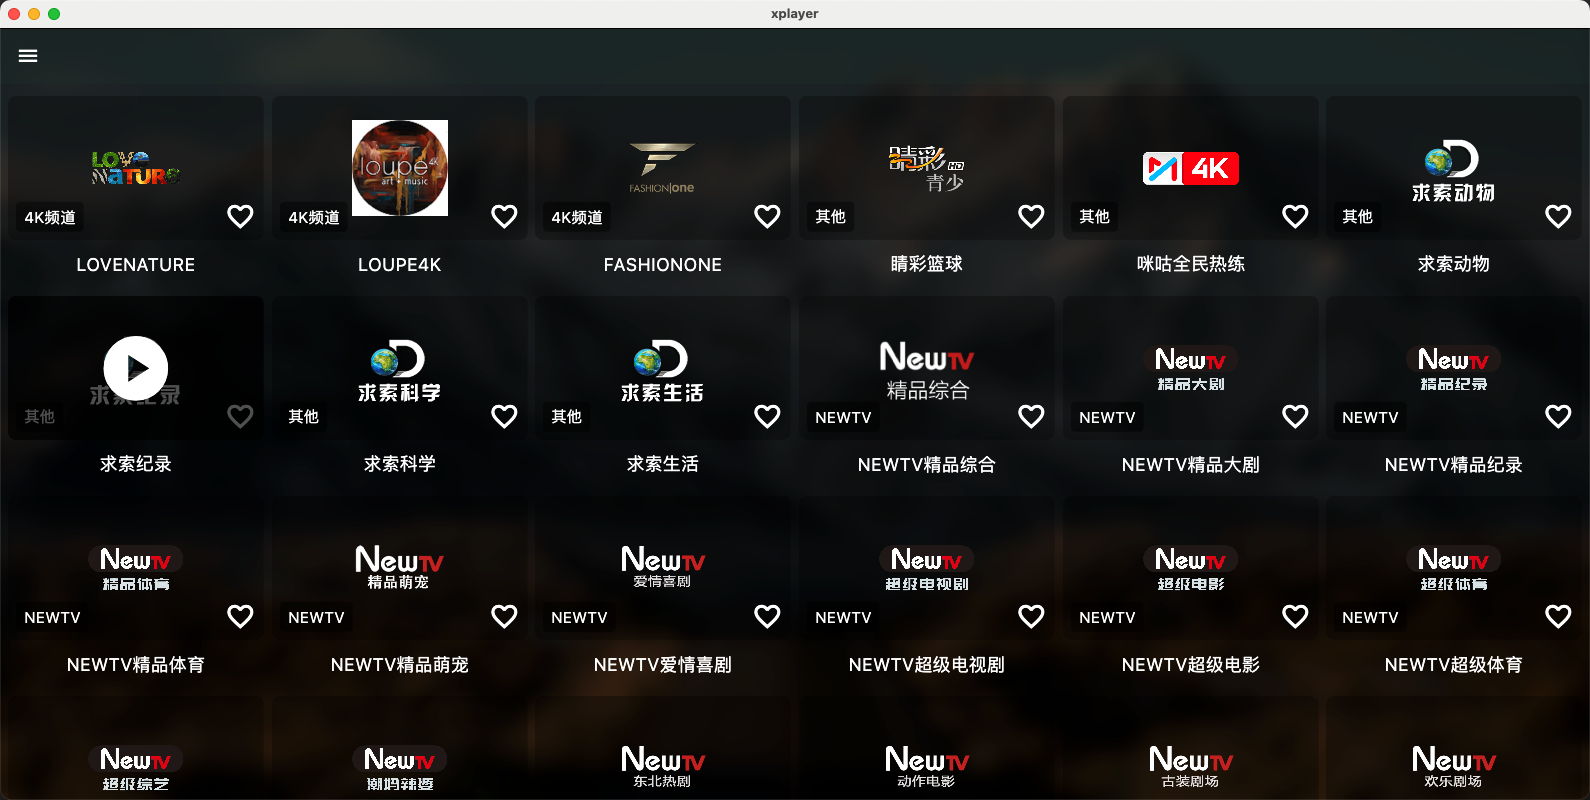 xplayer
LOVE
NATURE
4K频道
LOVENATURE
loupe4K
art • music
4K频道
LOUPE4K
FASHION|one
4K频道
FASHIONONE
睛彩HD
青少
其他
睛彩篮球
4K
其他
咪咕全民热练
求索动物
其他
求索动物
求索纪录
其他
求索纪录
求索科学
其他
求索科学
求索生活
其他
求索生活
NewTV
精品综合
NEWTV
NEWTV精品综合
NewTV
精品大剧
NEWTV
NEWTV精品大剧
NewTV
精品纪录
NEWTV
NEWTV精品纪录
NewTV
精品体育
NEWTV
NEWTV精品体育
NewTV
精品萌宠
NEWTV
NEWTV精品萌宠
NewTV
爱情喜剧
NEWTV
NEWTV爱情喜剧
NewTV
超级电视剧
NEWTV
NEWTV超级电视剧
NewTV
超级电影
NEWTV
NEWTV超级电影
NewTV
超级体育
NEWTV
NEWTV超级体育
NewTV
超级综艺
NewTV
潮妈辣婆
NewTV
东北热剧
NewTV
动作电影
NewTV
古装剧场
NewTV
欢乐剧场